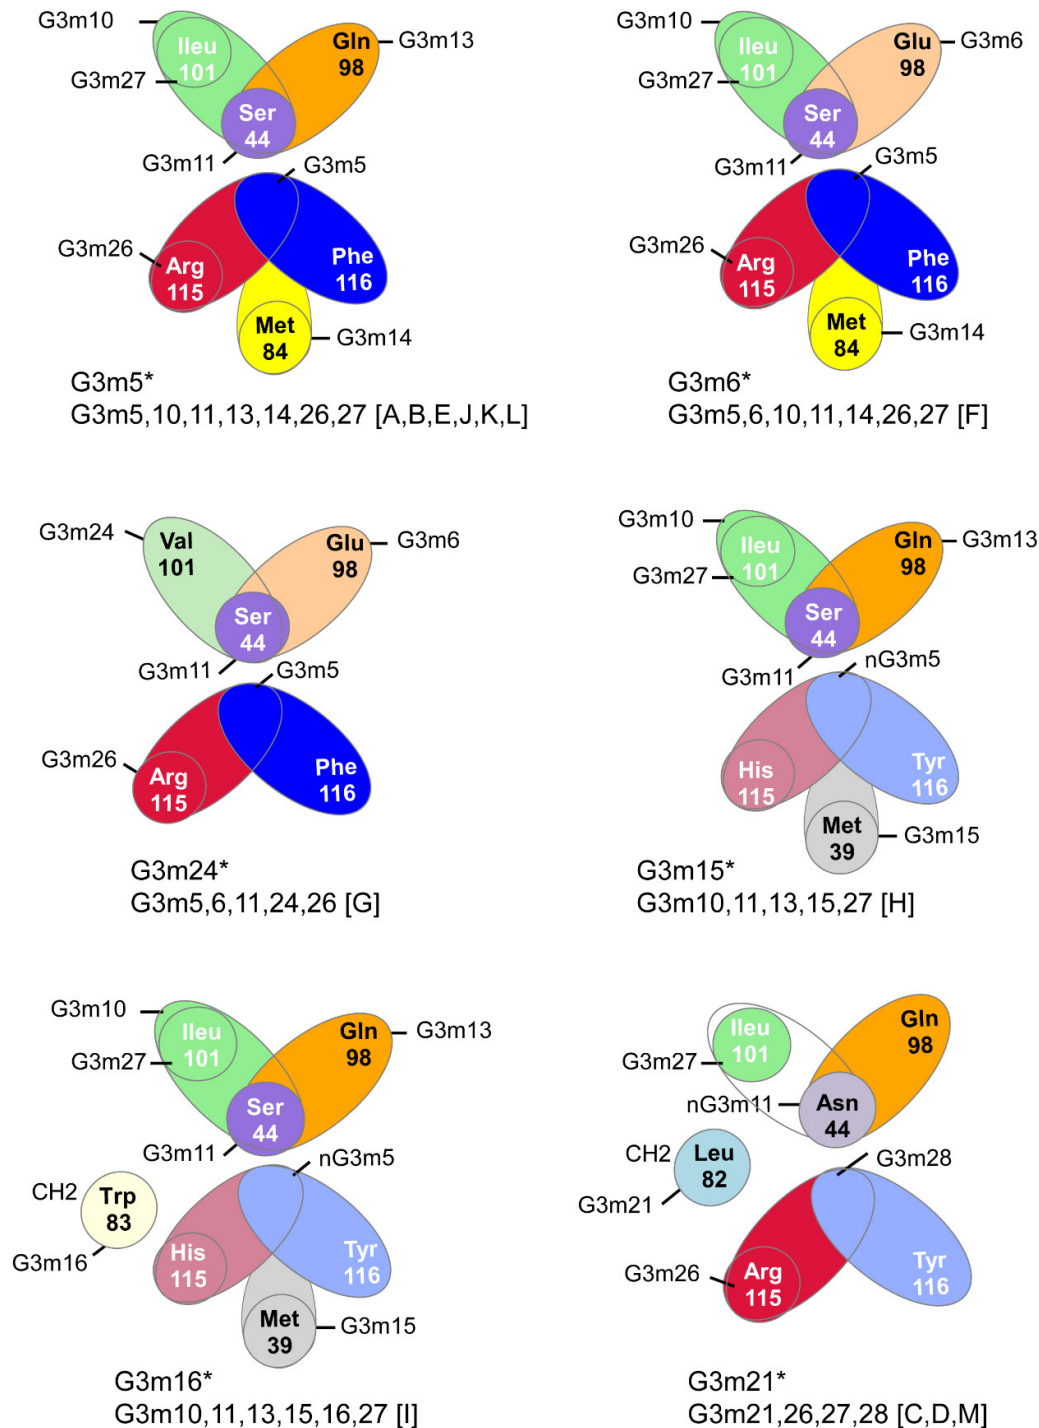 G3m10
Ileu
101
G3m27
Gln
98
G3m13
Ser
44
G3m11
G3m5
G3m26
Arg
115
Phe
116
Met
84
G3m14
G3m5*
G3m5,10,11,13,14,26,27 [A,B,E,J,K,L]
G3m10
Ileu
101
G3m27
Glu
98
G3m6
Ser
44
G3m11
G3m5
G3m26
Arg
115
Phe
116
Met
84
G3m14
G3m6*
G3m5,6,10,11,14,26,27 [F]
G3m24
Val
101
Glu
98
G3m6
Ser
44
G3m11
G3m5
G3m26
Arg
115
Phe
116
G3m24*
G3m5,6,11,24,26 [G]
G3m10
Ileu
101
G3m27
Gln
98
G3m13
Ser
44
G3m11
nG3m5
His
115
Tyr
116
Met
39
G3m15
G3m15*
G3m10,11,13,15,27 [H]
G3m10
Ileu
101
G3m27
Gln
98
G3m13
Ser
44
G3m11
nG3m5
CH2
Trp
83
G3m16
His
115
Tyr
116
Met
39
G3m15
G3m16*
G3m10,11,13,15,16,27 [I]
Ileu
101
G3m27
Gln
98
nG3m11
Asn
44
CH2
Leu
82
G3m21
G3m28
G3m26
Arg
115
Tyr
116
G3m21*
G3m21,26,27,28 [C,D,M]